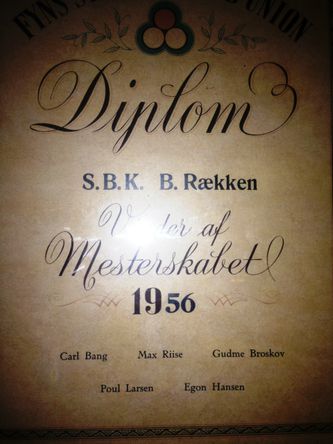 FYNS S UNION
Diplom
S.B.K. B. Rækken
Vinder af
Mesterskabet
1956
Carl Bang Max Riise Gudme Broskov
Poul Larsen Egon Hansen